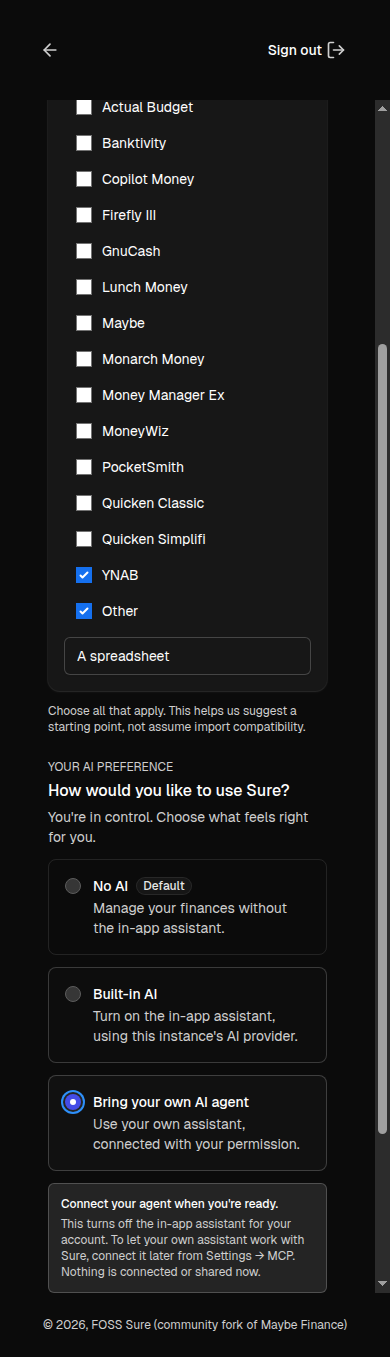 Sign out
Actual Budget
Banktivity
Copilot Money
Firefly III
GnuCash
Lunch Money
Maybe
Monarch Money
Money Manager Ex
MoneyWiz
PocketSmith
Quicken Classic
Quicken Simplifi
YNAB
Other
A spreadsheet
Choose all that apply. This helps us suggest a
starting point, not assume import compatibility.
YOUR AI PREFERENCE
How would you like to use Sure?
You're in control. Choose what feels right
for you.
No AI Default
Manage your finances without
the in-app assistant.
Built-in AI
Turn on the in-app assistant,
using this instance's AI provider.
Bring your own AI agent
Use your own assistant,
connected with your permission.
Connect your agent when you're ready.
This turns off the in-app assistant for your
account. To let your own assistant work with
Sure, connect it later from Settings → MCP.
Nothing is connected or shared now.
© 2026, FOSS Sure (community fork of Maybe Finance)